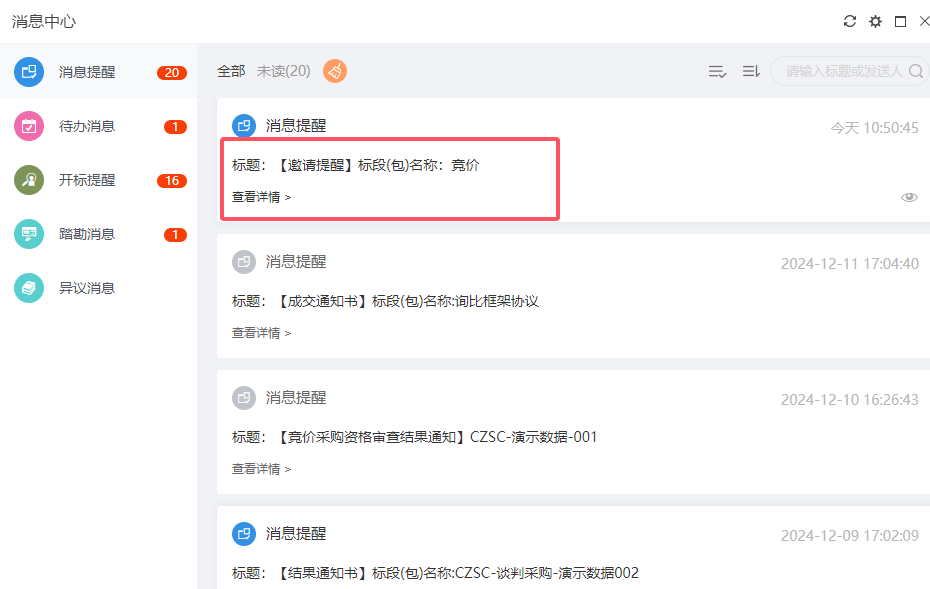 消息中心
消息提醒 20
待办消息 1
开标提醒 16
踏勘消息 1
异议消息
全部 未读(20)
请输入标题或发送人
消息提醒
今天 10:50:45
标题：【邀请提醒】标段(包)名称：竞价
查看详情 >
消息提醒
2024-12-11 17:04:40
标题：【成交通知书】标段(包)名称:询比框架协议
查看详情 >
消息提醒
2024-12-10 16:26:43
标题：【竞价采购资格审查结果通知】CZSC-演示数据-001
查看详情 >
消息提醒
2024-12-09 17:02:09
标题：【结果通知书】标段(包)名称:CZSC-谈判采购-演示数据002